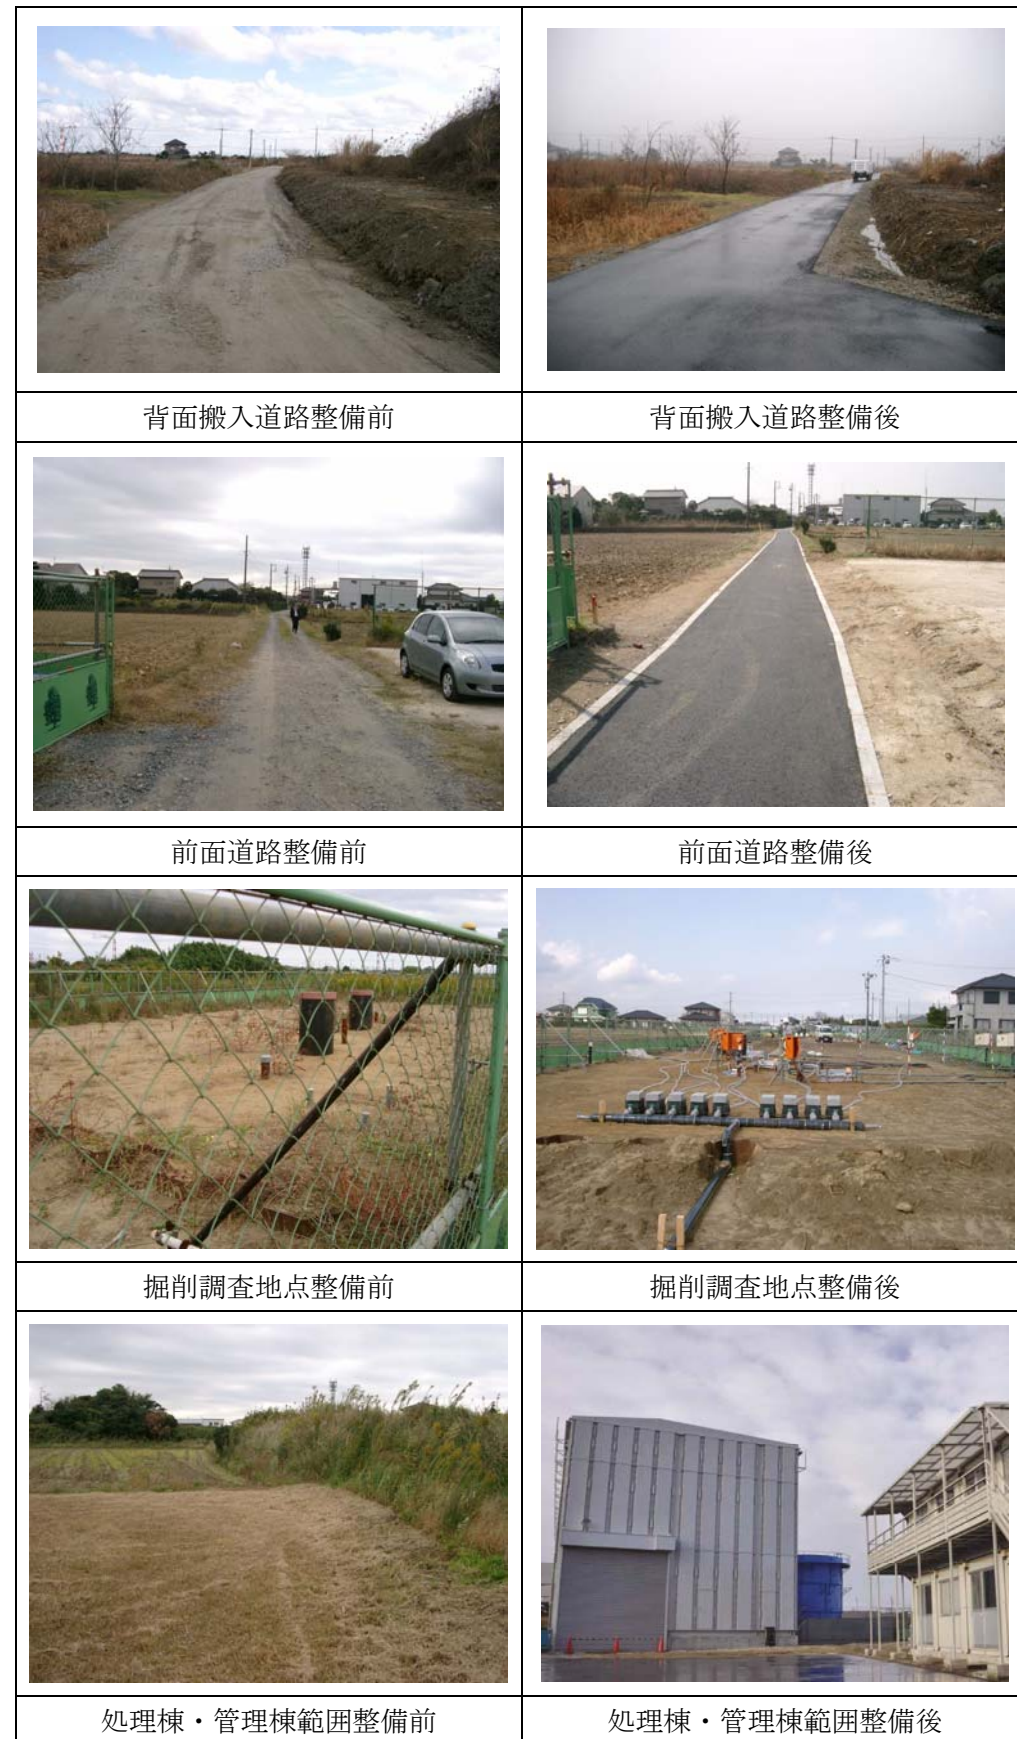 背面搬入道路整備前
背面搬入道路整備後
前面道路整備前
前面道路整備後
掘削調査地点整備前
掘削調査地点整備後
処理棟・管理棟範囲整備前
処理棟・管理棟範囲整備後